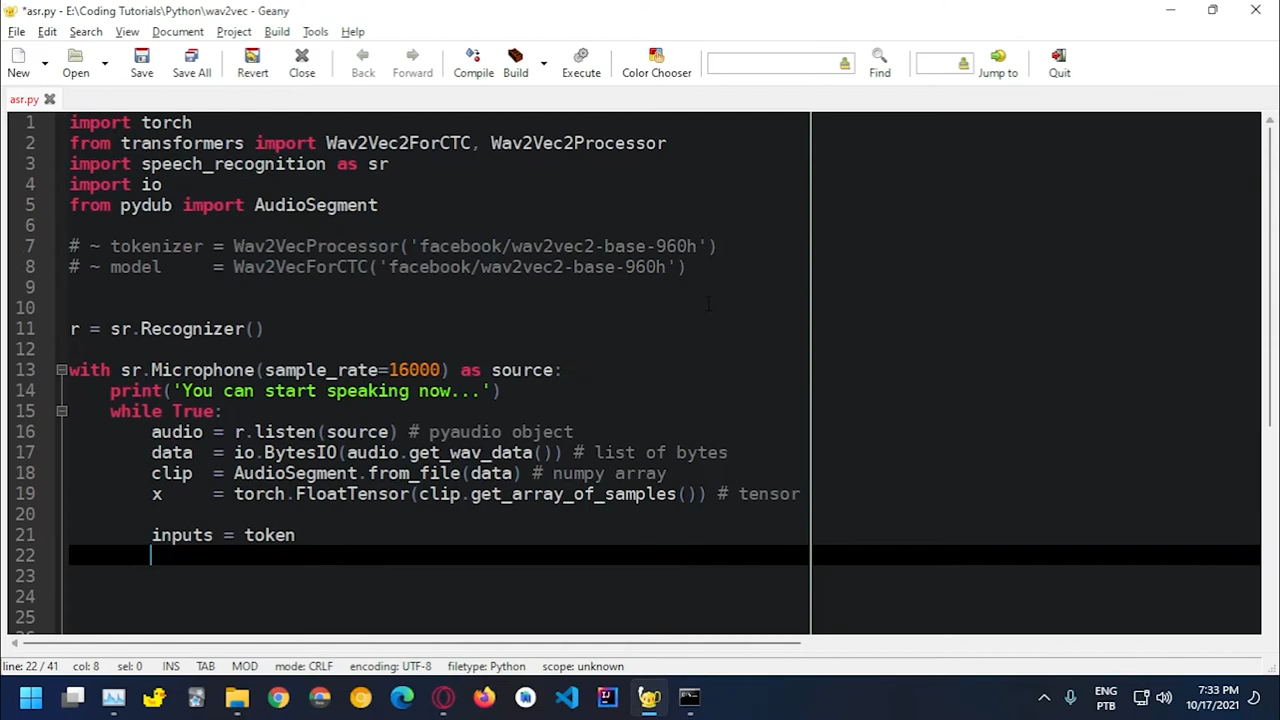 *asr.py - E:\Coding Tutorials\Python\wav2vec - Geany
File Edit Search View Document Project Build Tools Help
New Open Save Save All Revert Close Back Forward Compile Build Execute Color Chooser Find Jump to Quit
asr.py
1 import torch
2 from transformers import Wav2Vec2ForCTC, Wav2Vec2Processor
3 import speech_recognition as sr
4 import io
5 from pydub import AudioSegment
6
7 # ~ tokenizer = Wav2VecProcessor('facebook/wav2vec2-base-960h')
8 # ~ model     = Wav2VecForCTC('facebook/wav2vec2-base-960h')
9
10
11 r = sr.Recognizer()
12
13 with sr.Microphone(sample_rate=16000) as source:
14     print('You can start speaking now...')
15     while True:
16         audio = r.listen(source) # pyaudio object
17         data  = io.BytesIO(audio.get_wav_data()) # list of bytes
18         clip  = AudioSegment.from_file(data) # numpy array
19         x     = torch.FloatTensor(clip.get_array_of_samples()) # tensor
20
21         inputs = token
22
23
24
25
line: 22 / 41 col: 8 sel: 0 INS TAB MOD mode: CRLF encoding: UTF-8 filetype: Python scope: unknown
ENG 7:33 PM
PTB 10/17/2021